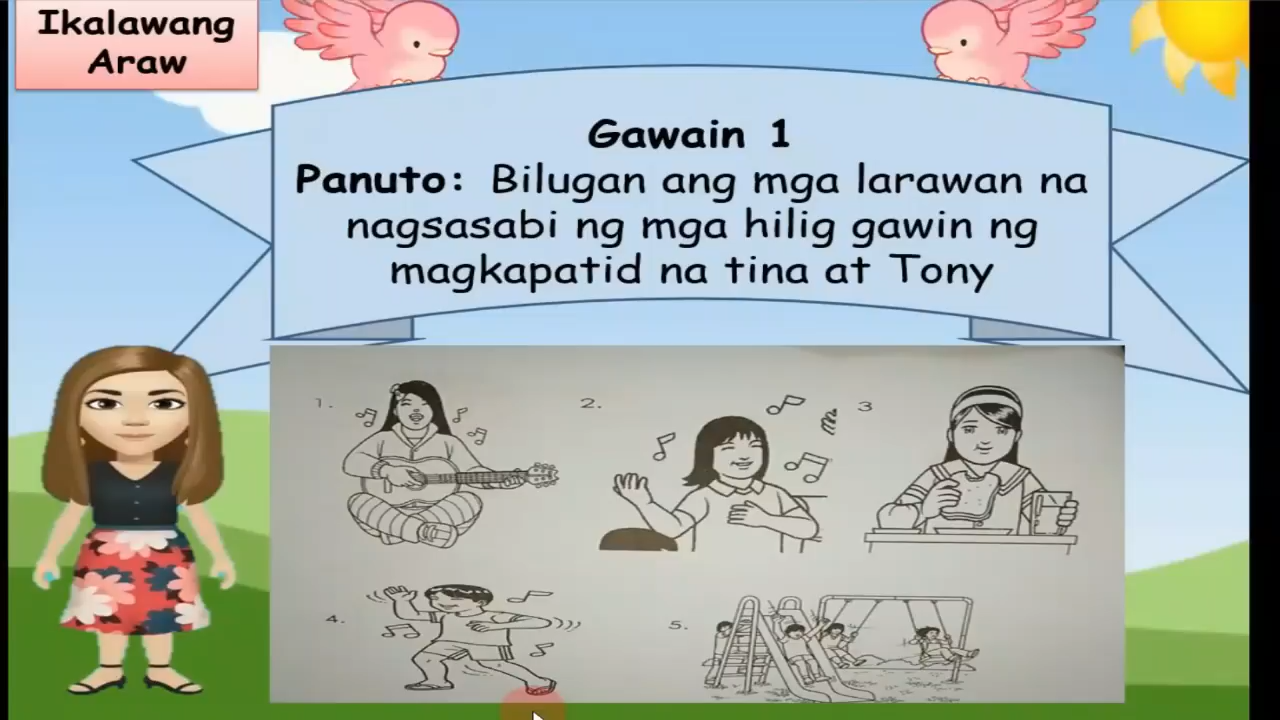 Ikalawang
Araw
Gawain 1
Panuto: Bilugan ang mga larawan na
nagsasabi ng mga hilig gawin ng
magkapatid na tina at Tony
1.
2.
3
4.
5.